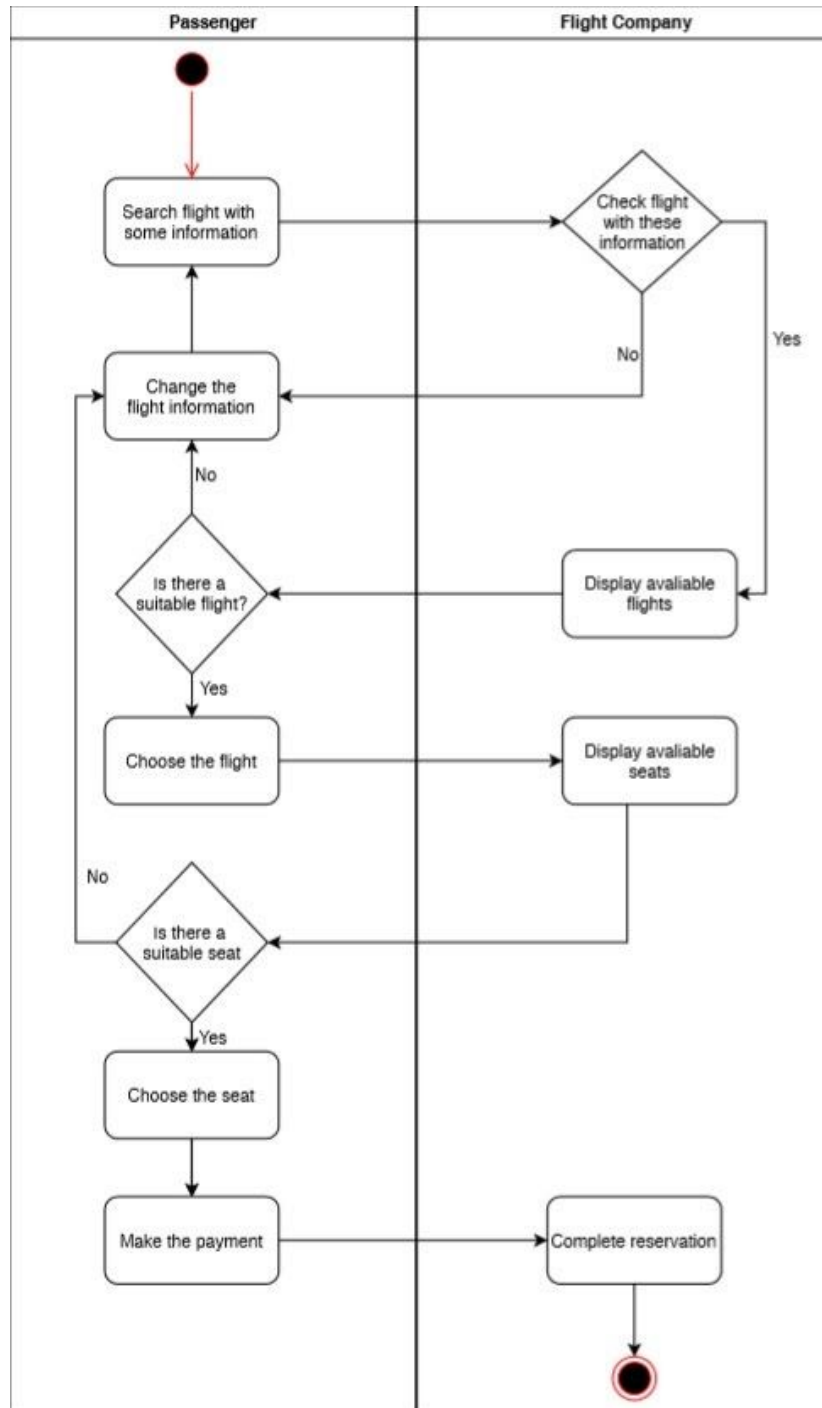 Passenger
Flight Company
Search flight with
some information
Check flight
with these
information
Yes
No
Change the
flight information
No
Is there a
suitable flight?
Display avaliable
flights
Yes
Choose the flight
Display avaliable
seats
No
Is there a
suitable seat
Yes
Choose the seat
Make the payment
Complete reservation